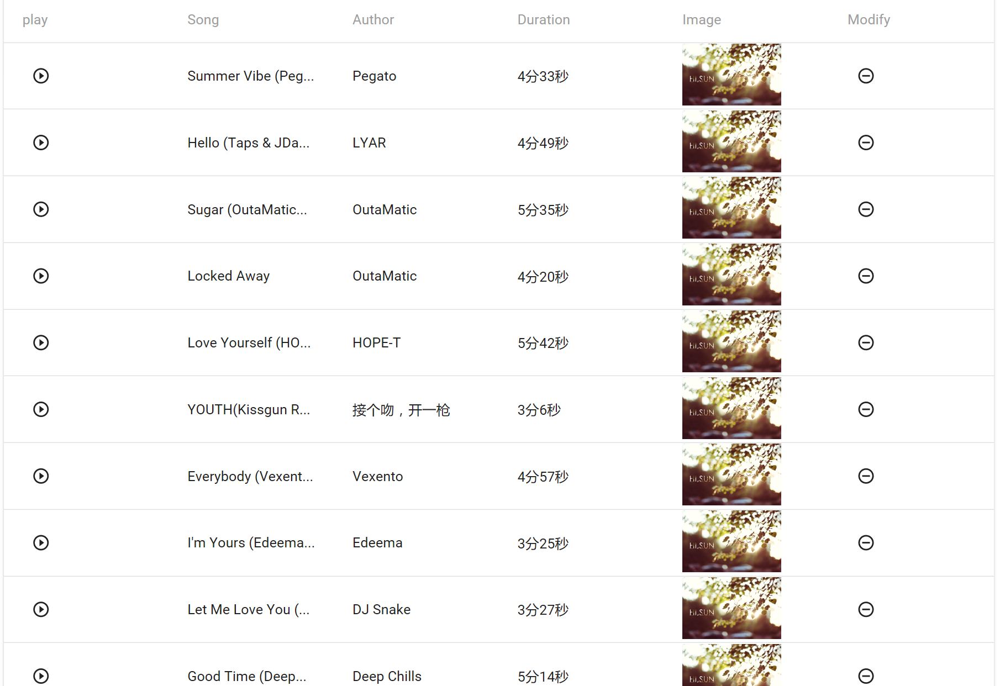 play Song Author Duration Image Modify
Summer Vibe (Peg... Pegato 4分33秒 HI,SUN
Hello (Taps & JDa... LYAR 4分49秒 HI,SUN
Sugar (OutaMatic... OutaMatic 5分35秒 HI,SUN
Locked Away OutaMatic 4分20秒 HI,SUN
Love Yourself (HO... HOPE-T 5分42秒 HI,SUN
YOUTH(Kissgun R... 接个吻，开一枪 3分6秒 HI,SUN
Everybody (Vexent... Vexento 4分57秒 HI,SUN
I'm Yours (Edeema... Edeema 3分25秒 HI,SUN
Let Me Love You (... DJ Snake 3分27秒 HI,SUN
Good Time (Deep... Deep Chills 5分14秒 HI,SUN